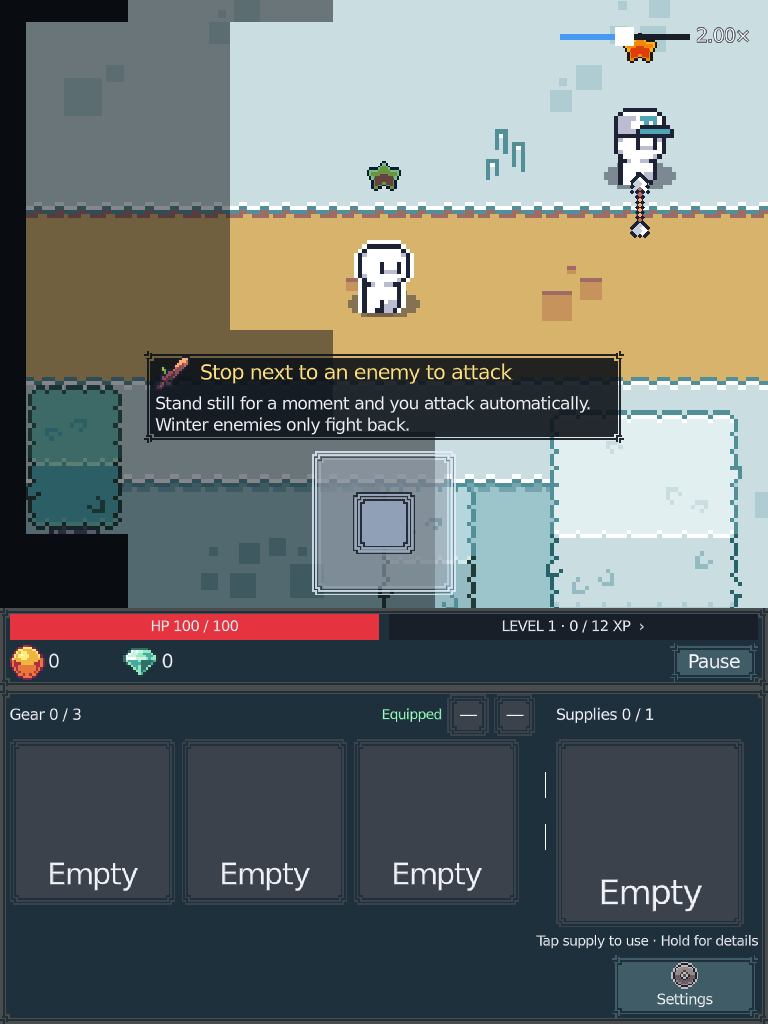 2.00×
Stop next to an enemy to attack
Stand still for a moment and you attack automatically.
Winter enemies only fight back.
HP 100 / 100
LEVEL 1 · 0 / 12 XP ›
0
0
Pause
Gear 0 / 3
Equipped
—
—
Supplies 0 / 1
Empty
Empty
Empty
Empty
Tap supply to use · Hold for details
Settings